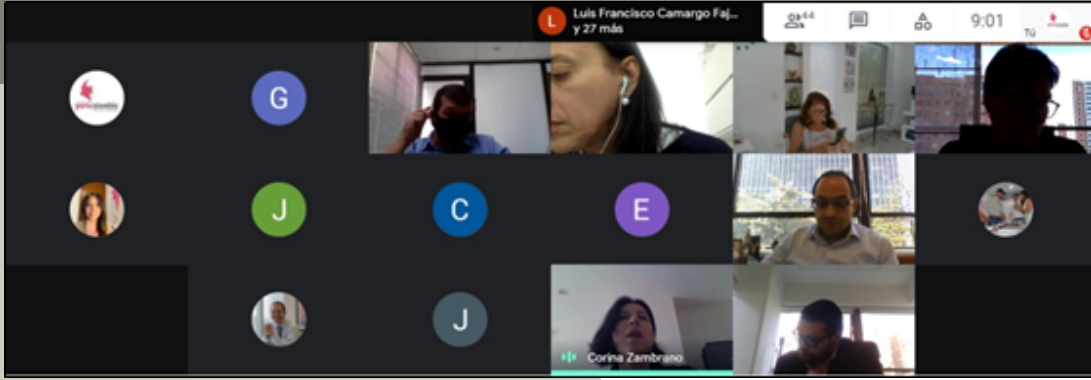 L
Luis Francisco Camargo Faj...
y 27 más
44
9:01
Tú
G
J
C
E
J
Corina Zambrano